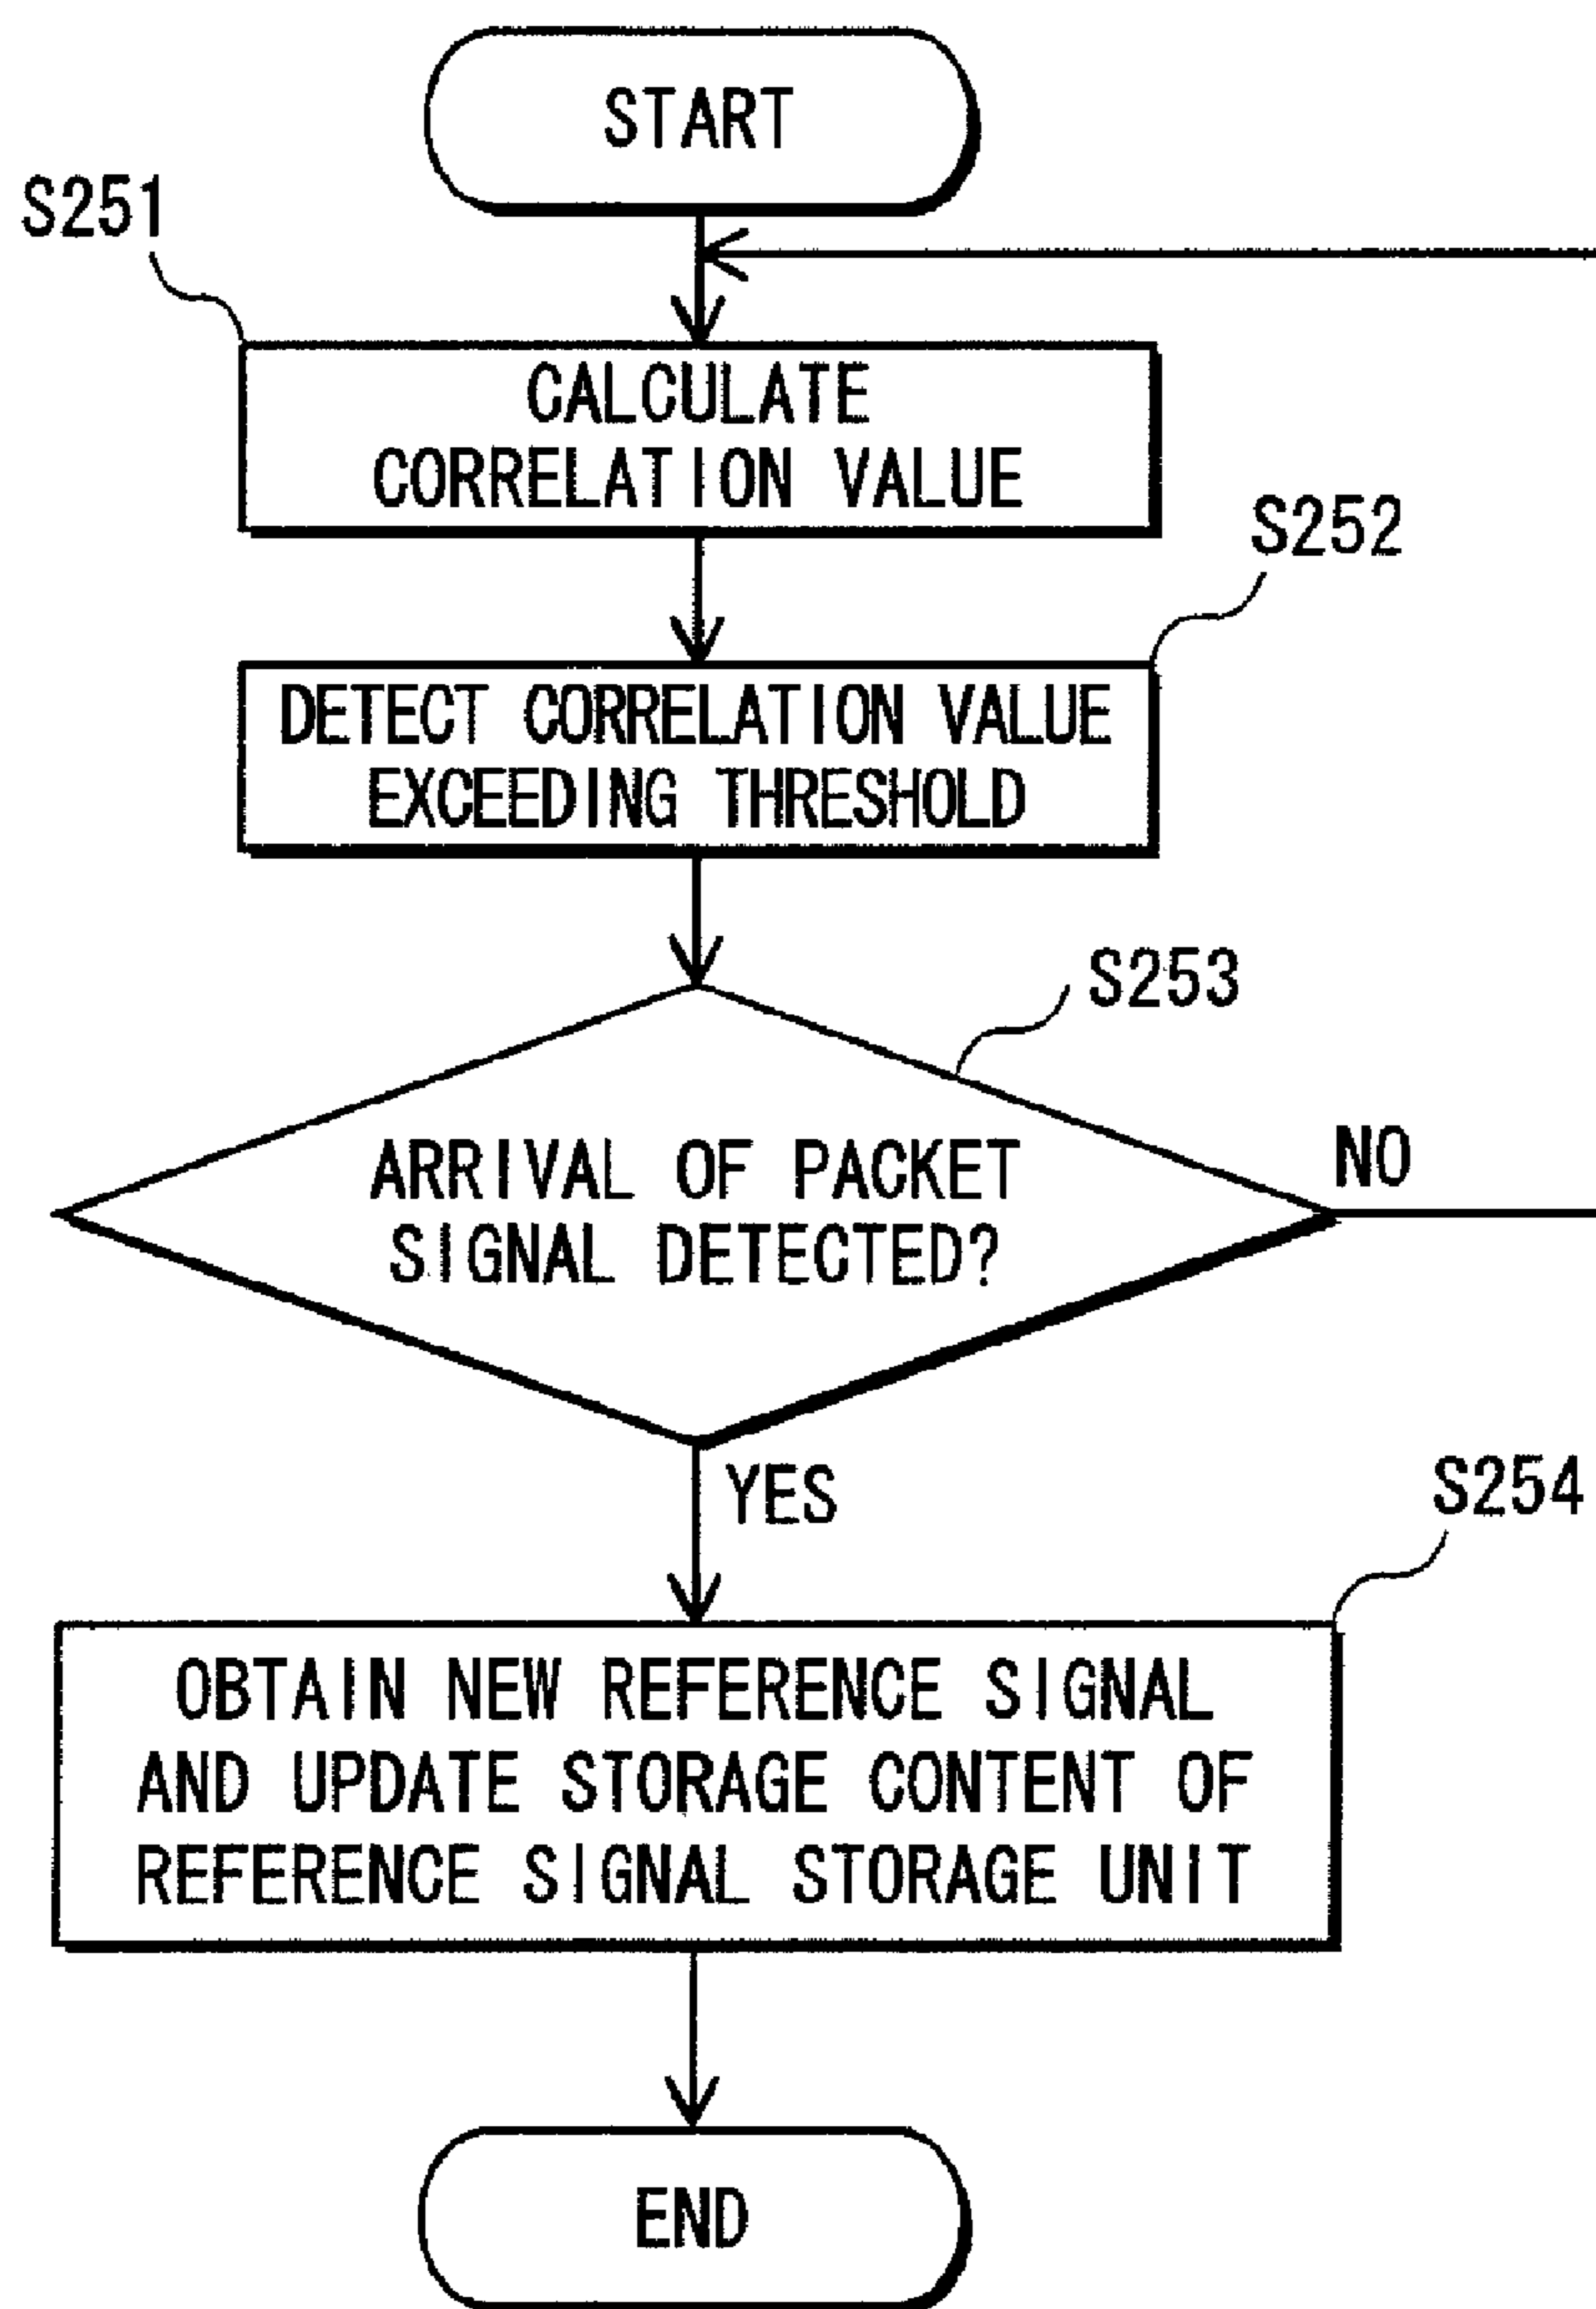 START
S251
CALCULATE
CORRELATION VALUE
S252
DETECT CORRELATION VALUE
EXCEEDING THRESHOLD
S253
ARRIVAL OF PACKET
SIGNAL DETECTED?
NO
YES
S254
OBTAIN NEW REFERENCE SIGNAL
AND UPDATE STORAGE CONTENT OF
REFERENCE SIGNAL STORAGE UNIT
END